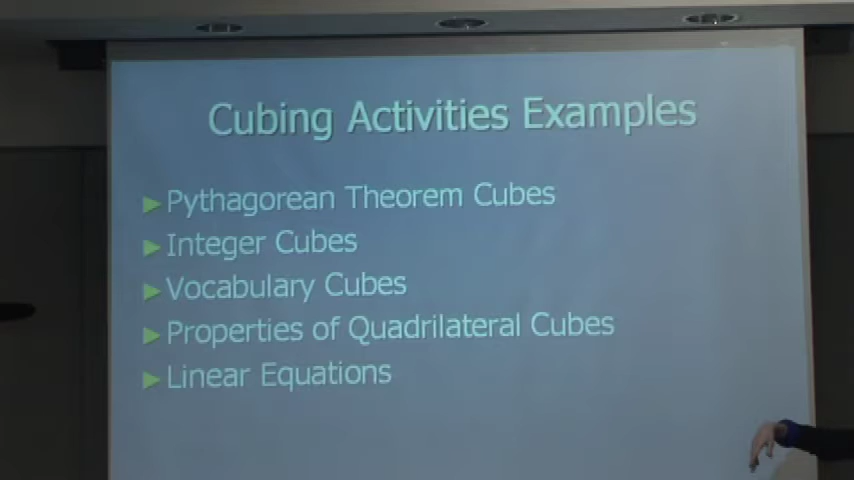 Cubing Activities Examples
Pythagorean Theorem Cubes
Integer Cubes
Vocabulary Cubes
Properties of Quadrilateral Cubes
Linear Equations